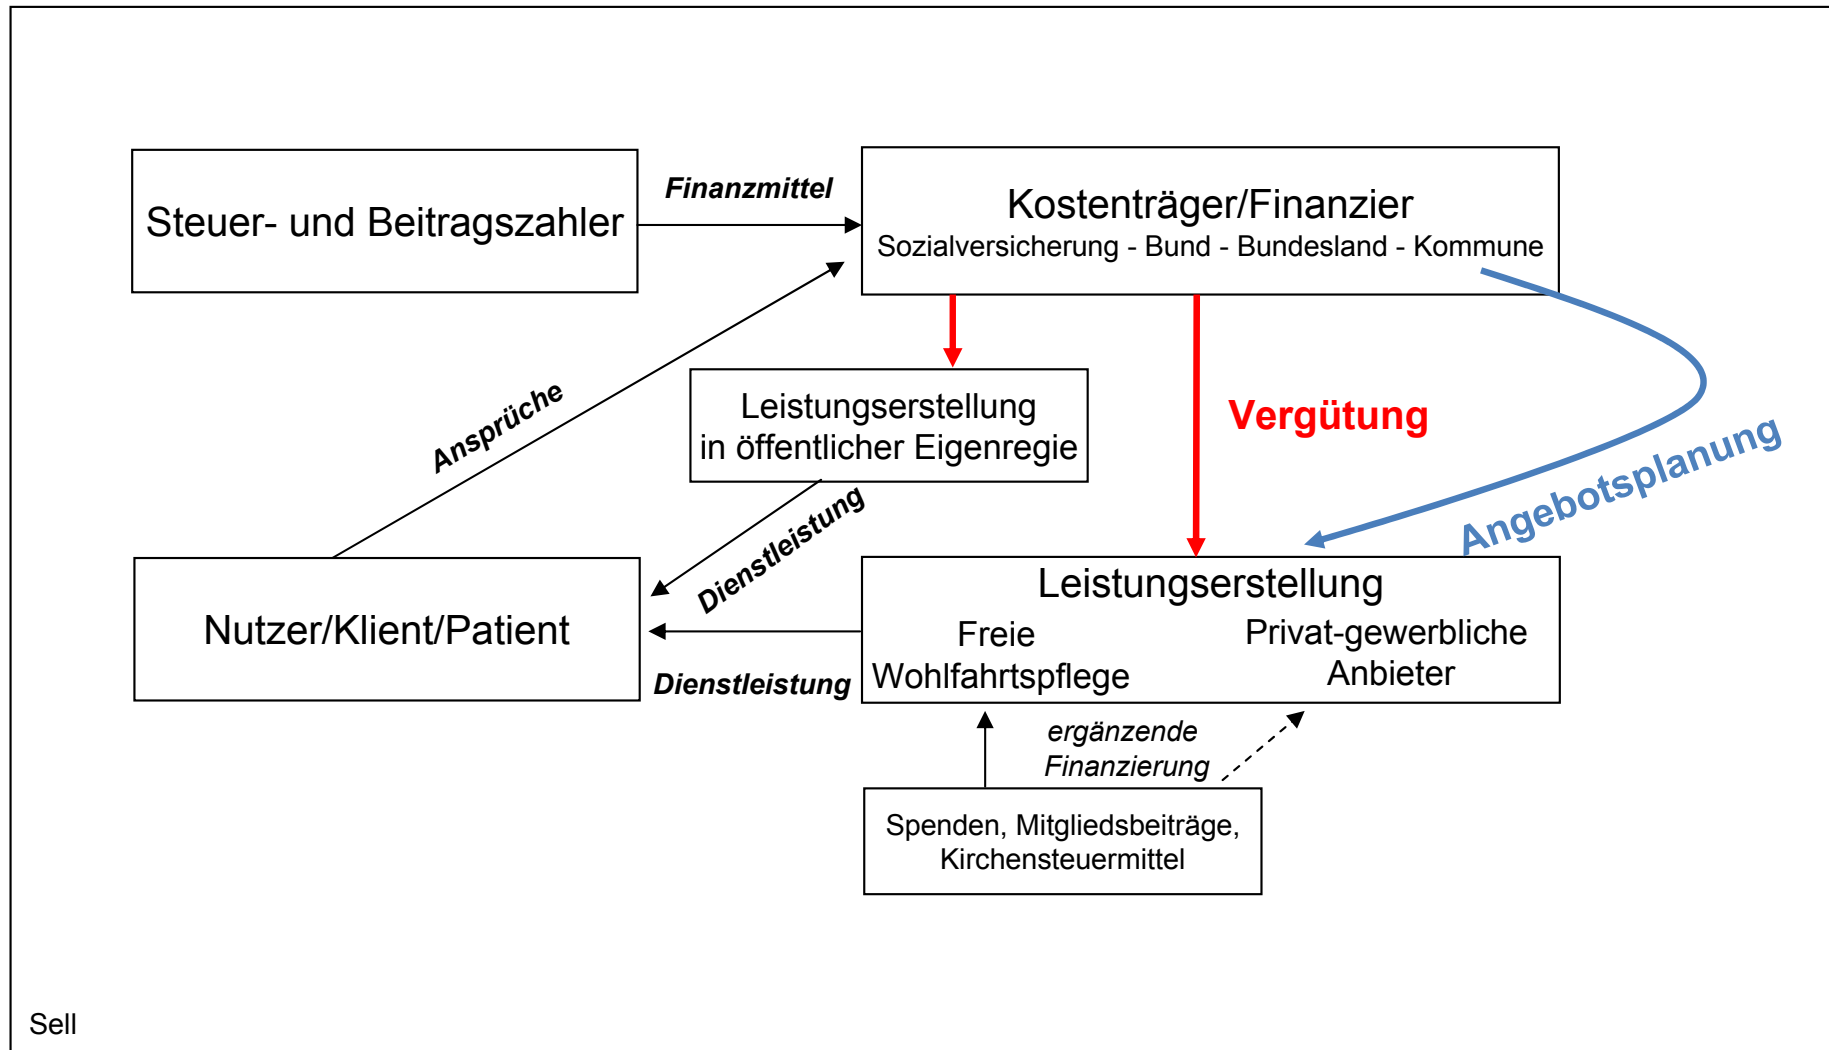 Steuer- und Beitragszahler
Finanzmittel
Kostenträger/Finanzier
Sozialversicherung - Bund - Bundesland - Kommune
Ansprüche
Leistungserstellung
in öffentlicher Eigenregie
Vergütung
Angebotsplanung
Dienstleistung
Nutzer/Klient/Patient
Dienstleistung
Leistungserstellung
Freie
Wohlfahrtspflege
Privat-gewerbliche
Anbieter
ergänzende
Finanzierung
Spenden, Mitgliedsbeiträge,
Kirchensteuermittel
Sell